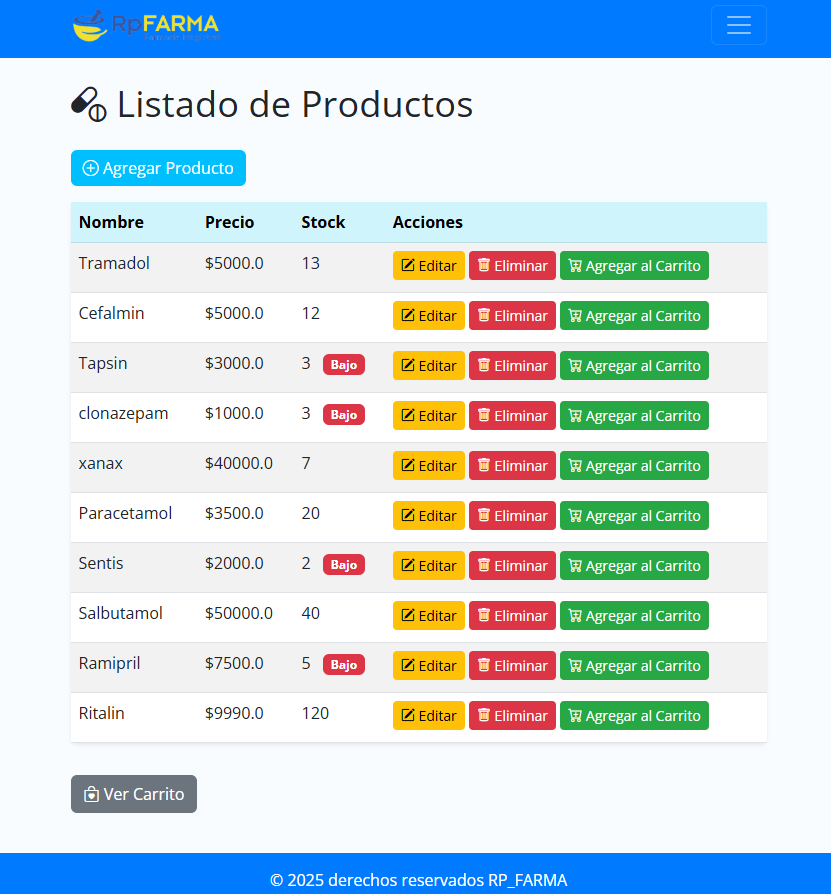 RpFARMA
Listado de Productos
Agregar Producto
Nombre Precio Stock Acciones
Tramadol $5000.0 13 Editar Eliminar Agregar al Carrito
Cefalmin $5000.0 12 Editar Eliminar Agregar al Carrito
Tapsin $3000.0 3 Bajo Editar Eliminar Agregar al Carrito
clonazepam $1000.0 3 Bajo Editar Eliminar Agregar al Carrito
xanax $40000.0 7 Editar Eliminar Agregar al Carrito
Paracetamol $3500.0 20 Editar Eliminar Agregar al Carrito
Sentis $2000.0 2 Bajo Editar Eliminar Agregar al Carrito
Salbutamol $50000.0 40 Editar Eliminar Agregar al Carrito
Ramipril $7500.0 5 Bajo Editar Eliminar Agregar al Carrito
Ritalin $9990.0 120 Editar Eliminar Agregar al Carrito
Ver Carrito
© 2025 derechos reservados RP_FARMA